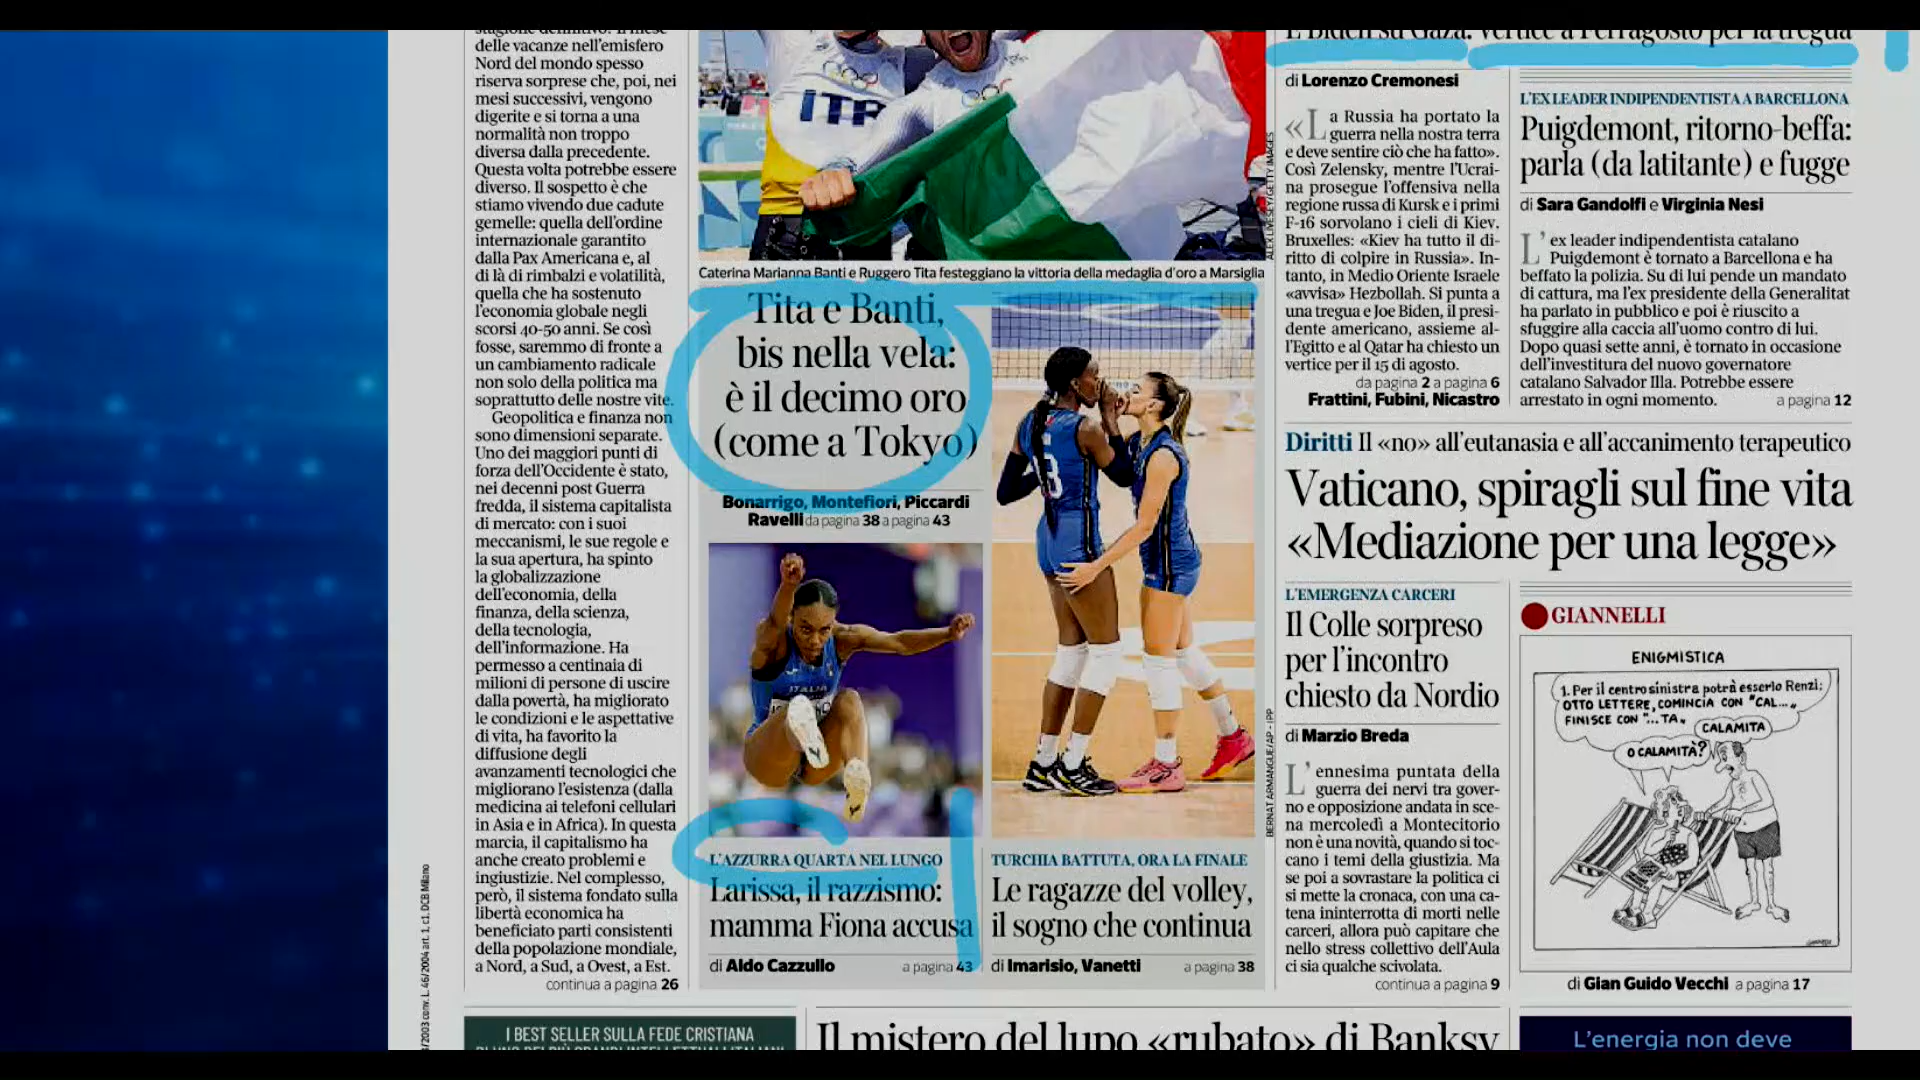 delle vacanze nell'emisfero
Nord del mondo spesso
riserva sorprese che, poi, nei
mesi successivi, vengono
digerite e si torna a una
normalità non troppo
diversa dalla precedente.
Questa volta potrebbe essere
diverso. Il sospetto è che
stiamo vivendo due cadute
gemelle: quella dell'ordine
internazionale garantito
dalla Pax Americana e, al
di là di rimbalzi e volatilità,
quella che ha sostenuto
l'economia globale negli
scorsi 40-50 anni. Se così
fosse, saremmo di fronte a
un cambiamento radicale
non solo della politica ma
soprattutto delle nostre vite.
Geopolitica e finanza non
sono dimensioni separate.
Uno dei maggiori punti di
forza dell'Occidente è stato,
nei decenni post Guerra
fredda, il sistema capitalista
di mercato: con i suoi
meccanismi, le sue regole e
la sua apertura, ha spinto
la globalizzazione
dell'economia, della
finanza, della scienza,
della tecnologia,
dell'informazione. Ha
permesso a centinaia di
milioni di persone di uscire
dalla povertà, ha migliorato
le condizioni e le aspettative
di vita, ha favorito la
diffusione degli
avanzamenti tecnologici che
migliorano l'esistenza (dalla
medicina ai telefoni cellulari
in Asia e in Africa). In questa
marcia, il capitalismo ha
anche creato problemi e
ingiustizie. Nel complesso,
però, il sistema fondato sulla
libertà economica ha
beneficiato parti consistenti
della popolazione mondiale,
a Nord, a Sud, a Ovest, a Est.
continua a pagina 26
ITA
Caterina Marianna Banti e Ruggero Tita festeggiano la vittoria della medaglia d'oro a Marsiglia
Tita e Banti,
bis nella vela:
è il decimo oro
(come a Tokyo)
Bonarrigo, Montefiori, Piccardi
Ravelli da pagina 38 a pagina 43
ITALIA
L'AZZURRA QUARTA NEL LUNGO
Larissa, il razzismo:
mamma Fiona accusa
di Aldo Cazzullo a pagina 43
TURCHIA BATTUTA, ORA LA FINALE
Le ragazze del volley,
il sogno che continua
di Imarisio, Vanetti a pagina 38
BERNAT ARMANGUE/AP - IPP
E Biden su Gaza: vertice a Ferragosto per la tregua
di Lorenzo Cremonesi
«La Russia ha portato la
guerra nella nostra terra
e deve sentire ciò che ha fatto».
Così Zelensky, mentre l'Ucrai-
na prosegue l'offensiva nella
regione russa di Kursk e i primi
F-16 sorvolano i cieli di Kiev.
Bruxelles: «Kiev ha tutto il di-
ritto di colpire in Russia». In-
tanto, in Medio Oriente Israele
«avvisa» Hezbollah. Si punta a
una tregua e Joe Biden, il presi-
dente americano, assieme al-
l'Egitto e al Qatar ha chiesto un
vertice per il 15 di agosto.
da pagina 2 a pagina 6
Frattini, Fubini, Nicastro
L'EX LEADER INDIPENDENTISTA A BARCELLONA
Puigdemont, ritorno-beffa:
parla (da latitante) e fugge
di Sara Gandolfi e Virginia Nesi
L'ex leader indipendentista catalano
Puigdemont è tornato a Barcellona e ha
beffato la polizia. Su di lui pende un mandato
di cattura, ma l'ex presidente della Generalitat
ha parlato in pubblico e poi è riuscito a
sfuggire alla caccia all'uomo contro di lui.
Dopo quasi sette anni, è tornato in occasione
dell'investitura del nuovo governatore
catalano Salvador Illa. Potrebbe essere
arrestato in ogni momento. a pagina 12
Diritti Il «no» all'eutanasia e all'accanimento terapeutico
Vaticano, spiragli sul fine vita
«Mediazione per una legge»
L'EMERGENZA CARCERI
Il Colle sorpreso
per l'incontro
chiesto da Nordio
di Marzio Breda
L'ennesima puntata della
guerra dei nervi tra gover-
no e opposizione andata in sce-
na mercoledì a Montecitorio
non è una novità, quando si toc-
cano i temi della giustizia. Ma
se poi a sovrastare la politica ci
si mette la cronaca, con una ca-
tena ininterrotta di morti nelle
carceri, allora può capitare che
nello stress collettivo dell'Aula
ci sia qualche scivolata.
continua a pagina 9
GIANNELLI
ENIGMISTICA
1. Per il centrosinistra potrà esserlo Renzi;
OTTO LETTERE, COMINCIA CON "CAL...„
FINISCE CON "...TA„
CALAMITA
O CALAMITÀ?
di Gian Guido Vecchi a pagina 17
I BEST SELLER SULLA FEDE CRISTIANA
Il mistero del lupo «rubato» di Banksy
L'energia non deve